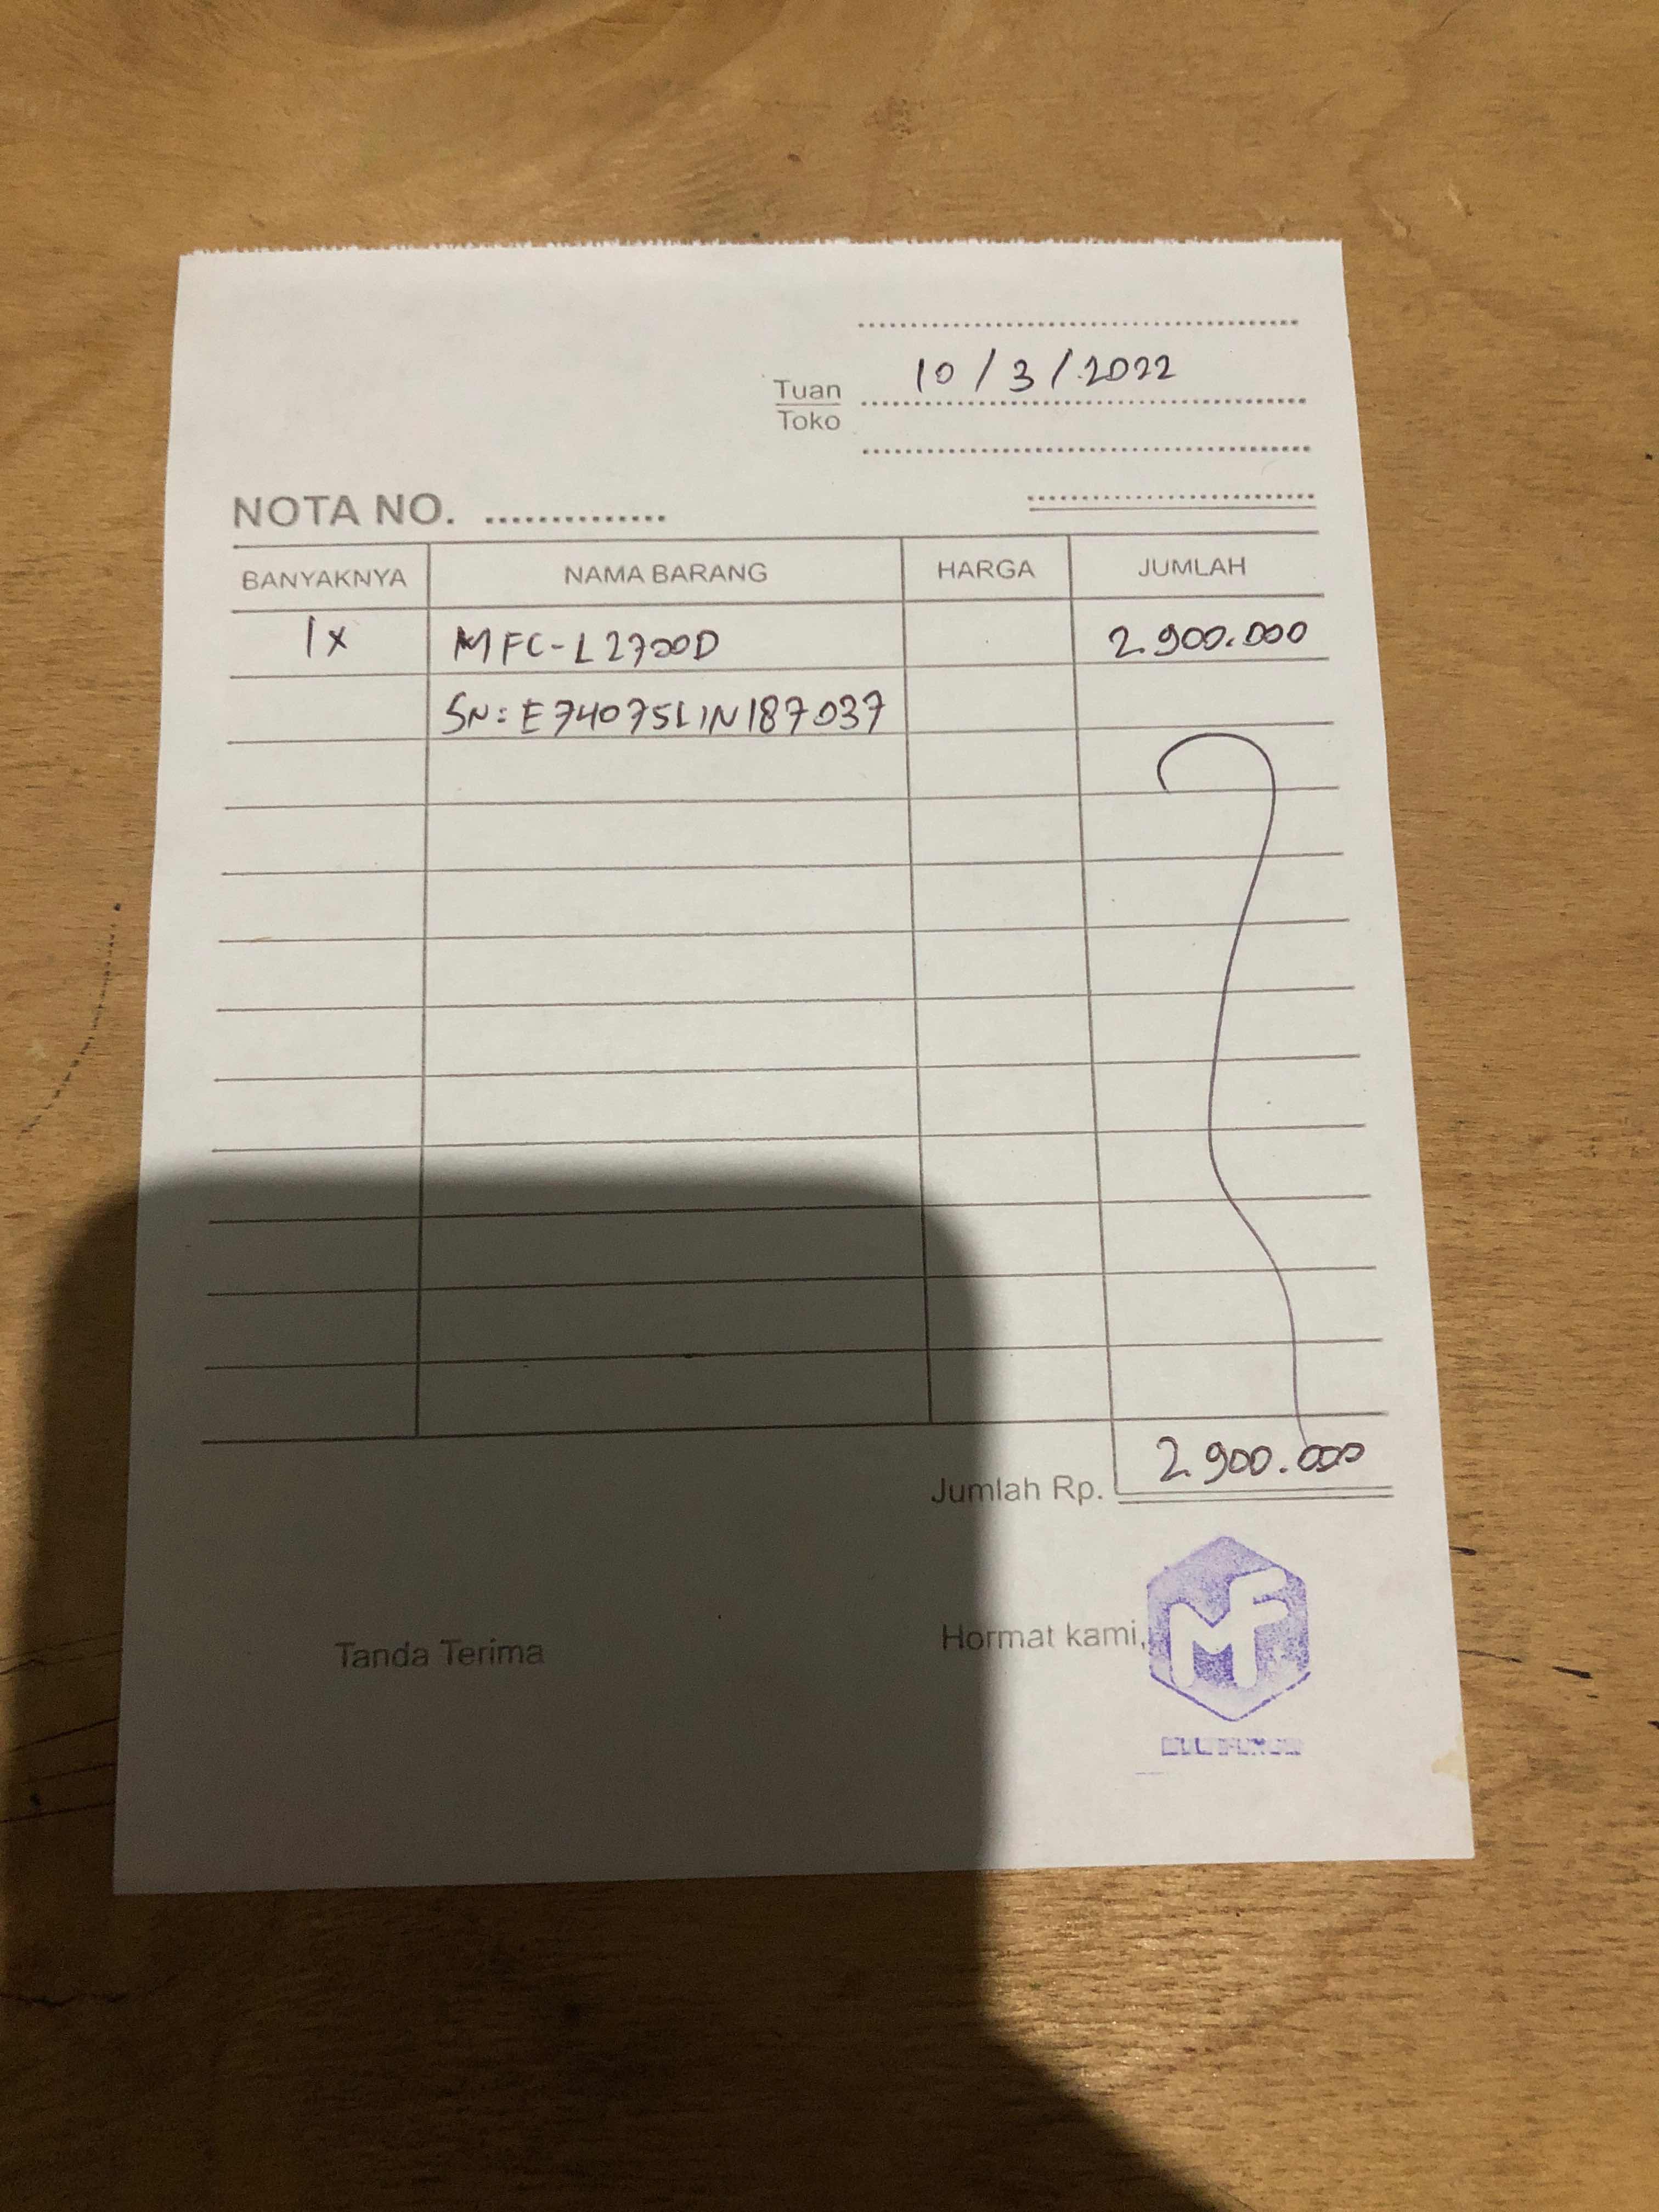 10/3/2022
Tuan
Toko
NOTA NO. ..............
BANYAKNYA NAMA BARANG HARGA JUMLAH
1x MFC-L2700D 2.900.000
SN: E74075L1N187037
Jumlah Rp. 2.900.000
Tanda Terima Hormat kami,
MF